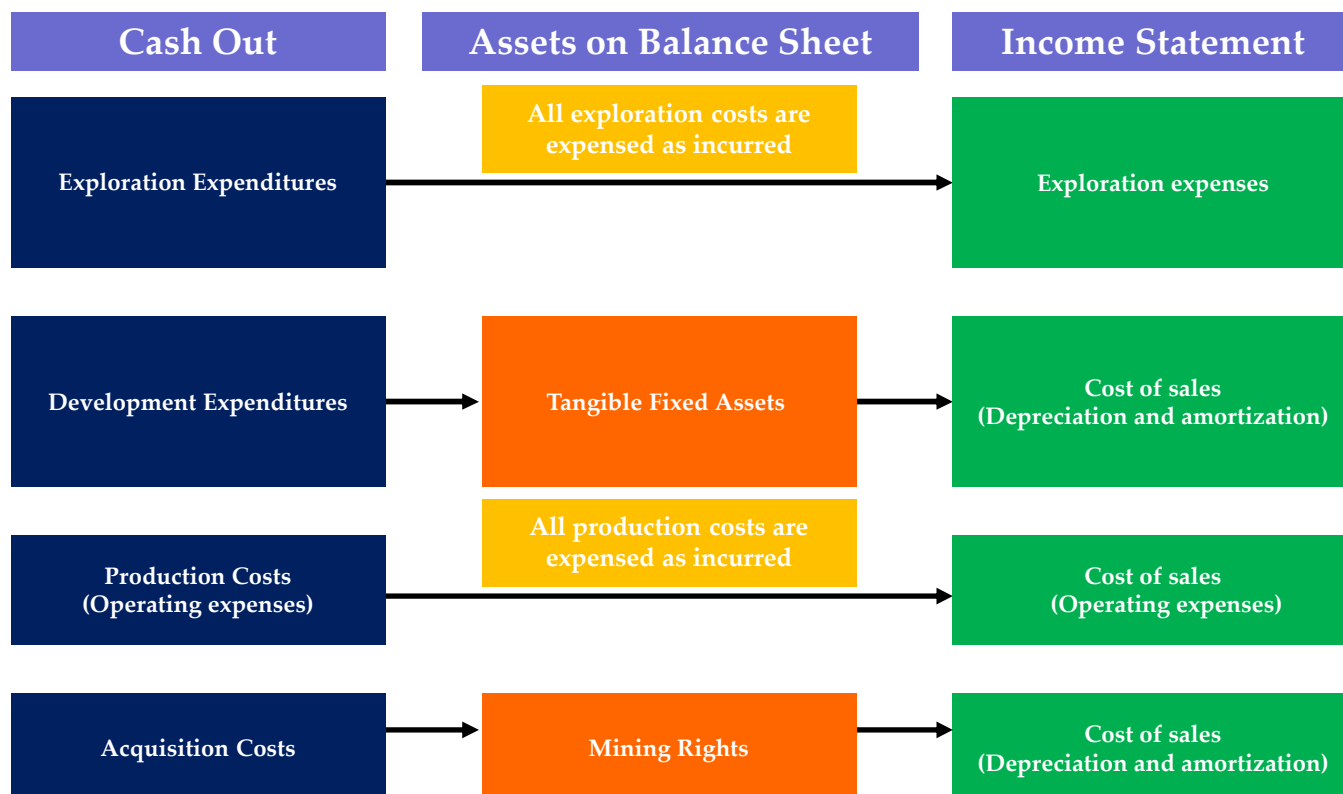 Cash Out
Assets on Balance Sheet
Income Statement
All exploration costs are
expensed as incurred
Exploration Expenditures
Exploration expenses
Development Expenditures
Tangible Fixed Assets
Cost of sales
(Depreciation and amortization)
All production costs are
expensed as incurred
Production Costs
(Operating expenses)
Cost of sales
(Operating expenses)
Acquisition Costs
Mining Rights
Cost of sales
(Depreciation and amortization)